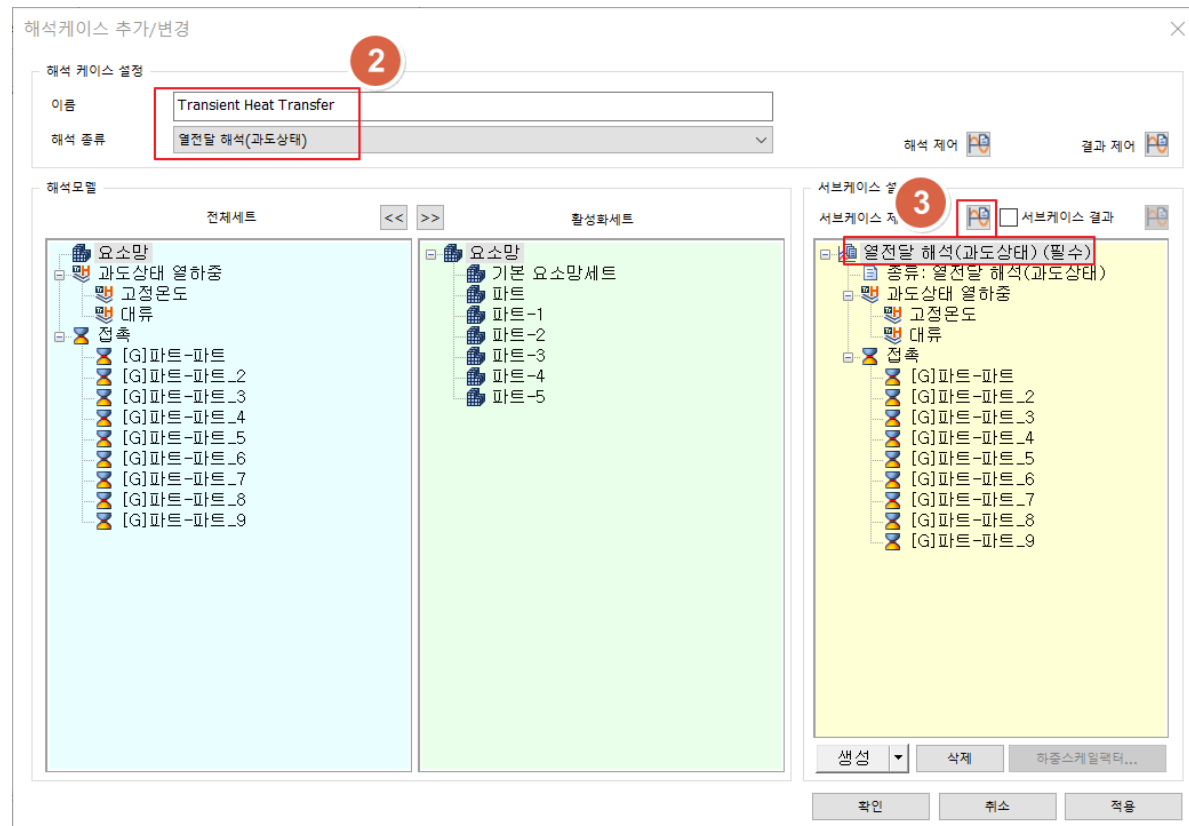 해석케이스 추가/변경
2
해석 케이스 설정
이름
Transient Heat Transfer
해석 종류
열전달 해석(과도상태)
해석 제어
결과 제어
해석모델
전체세트
<<
>>
활성화세트
요소망
과도상태 열하중
고정온도
대류
접촉
[G]파트-파트
[G]파트-파트_2
[G]파트-파트_3
[G]파트-파트_4
[G]파트-파트_5
[G]파트-파트_6
[G]파트-파트_7
[G]파트-파트_8
[G]파트-파트_9
요소망
기본 요소망세트
파트
파트-1
파트-2
파트-3
파트-4
파트-5
서브케이스
3
서브케이스
서브케이스 결과
열전달 해석(과도상태) (필수)
종류: 열전달 해석(과도상태)
과도상태 열하중
고정온도
대류
접촉
[G]파트-파트
[G]파트-파트_2
[G]파트-파트_3
[G]파트-파트_4
[G]파트-파트_5
[G]파트-파트_6
[G]파트-파트_7
[G]파트-파트_8
[G]파트-파트_9
생성
삭제
하중스케일팩터...
확인
취소
적용